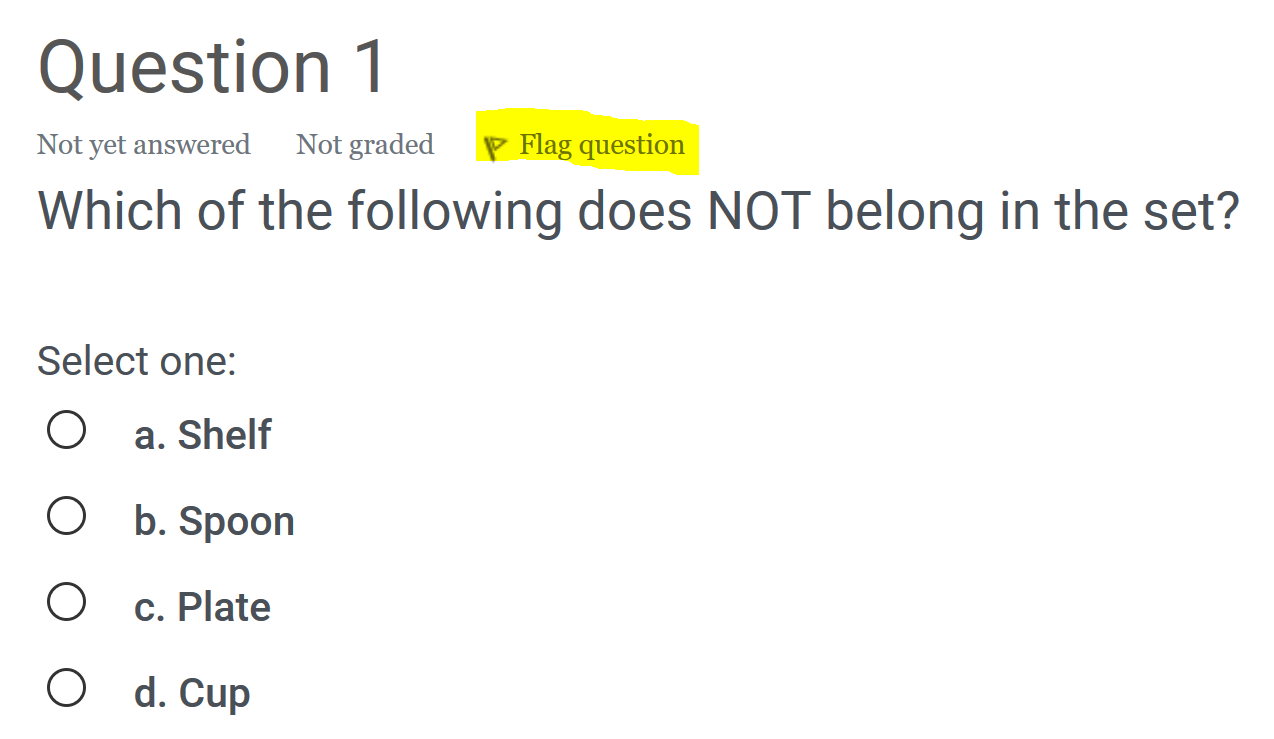 Question 1
Not yet answered Not graded Flag question
Which of the following does NOT belong in the set?
Select one:
a. Shelf
b. Spoon
c. Plate
d. Cup